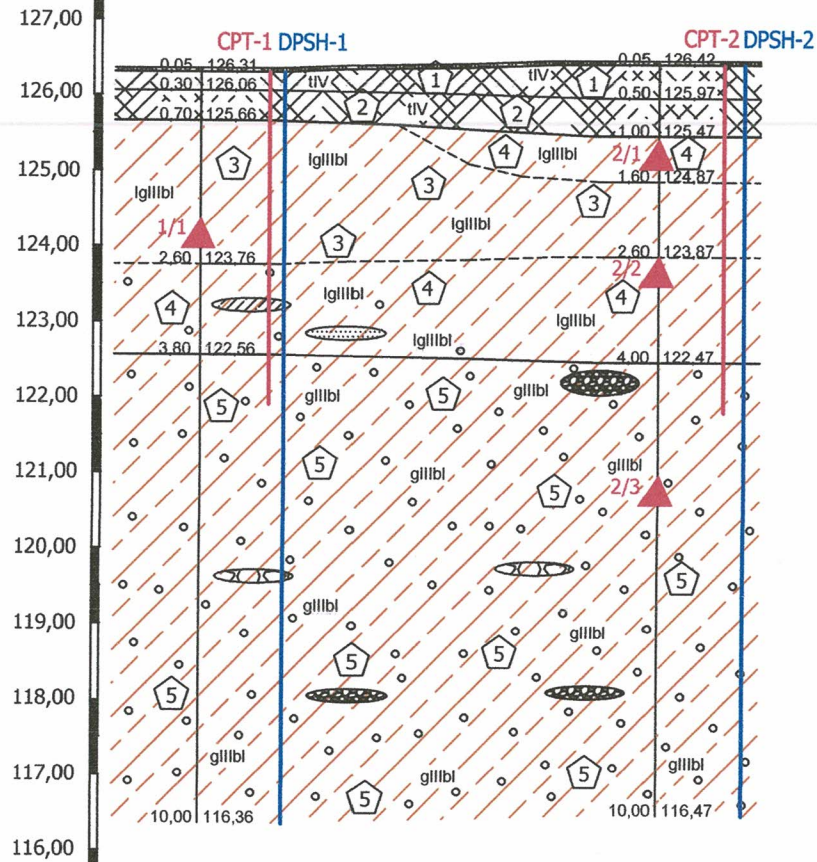 127,00
CPT-1 DPSH-1 CPT-2 DPSH-2
0.05 126.31 0.05 126.42
tIV 1 tIV 1
126,00
0.30 126.06 0.50 125.97
2 tIV 2
0,70 125,66 1.00 125.47
4 lgIIIbl 2/1 4
125,00
3 lgIIIbl 1.60 124.87
lgIIIbl 3 3
1/1 lgIIIbl
124,00
3
2,60 123,76 2,60 123,87
2/2
lgIIIbl 4 4
4 lgIIIbl
123,00
lgIIIbl
3.80 122,56 4.00 122,47
122,00
5 gIIIbl 5 gIIIbl
121,00
5 gIIIbl gIIIbl
5 2/3
120,00
5
119,00
gIIIbl gIIIbl
5 5
118,00
5
gIIIbl gIIIbl
117,00
gIIIbl 5
5
10,00 116,36 10,00 116,47
116,00